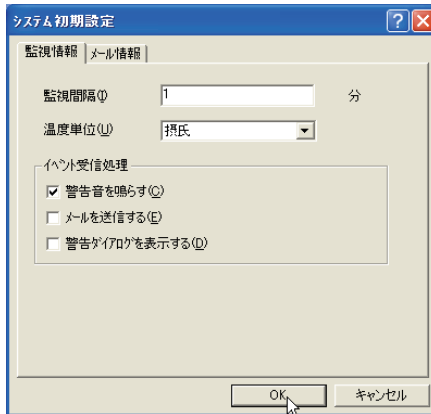 システム初期設定
監視情報 メール情報
監視間隔(I) 1 分
温度単位(U) 摂氏
イベント受信処理
警告音を鳴らす(C)
メールを送信する(E)
警告ダイアログを表示する(D)
OK キャンセル